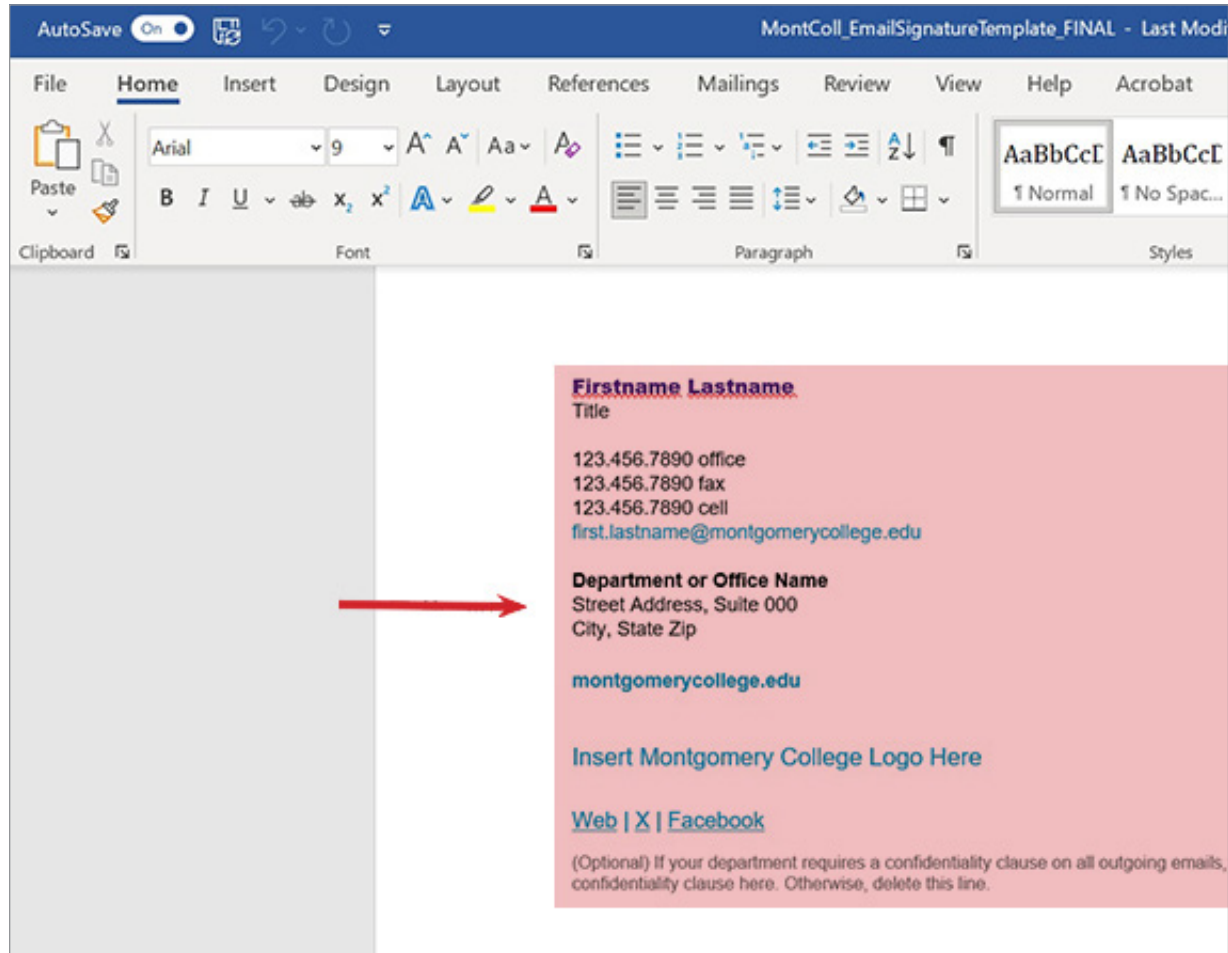 AutoSave On MontColl_EmailSignatureTemplate_FINAL - Last Modi
File Home Insert Design Layout References Mailings Review View Help Acrobat
Paste
Arial 9 Aa
AaBbCcD AaBbCcD
B I U ab x₂ x² A A
¶ Normal ¶ No Spac...
Clipboard Font Paragraph Styles
Firstname Lastname
Title
123.456.7890 office
123.456.7890 fax
123.456.7890 cell
first.lastname@montgomerycollege.edu
Department or Office Name
Street Address, Suite 000
City, State Zip
montgomerycollege.edu
Insert Montgomery College Logo Here
Web | X | Facebook
(Optional) If your department requires a confidentiality clause on all outgoing emails,
confidentiality clause here. Otherwise, delete this line.